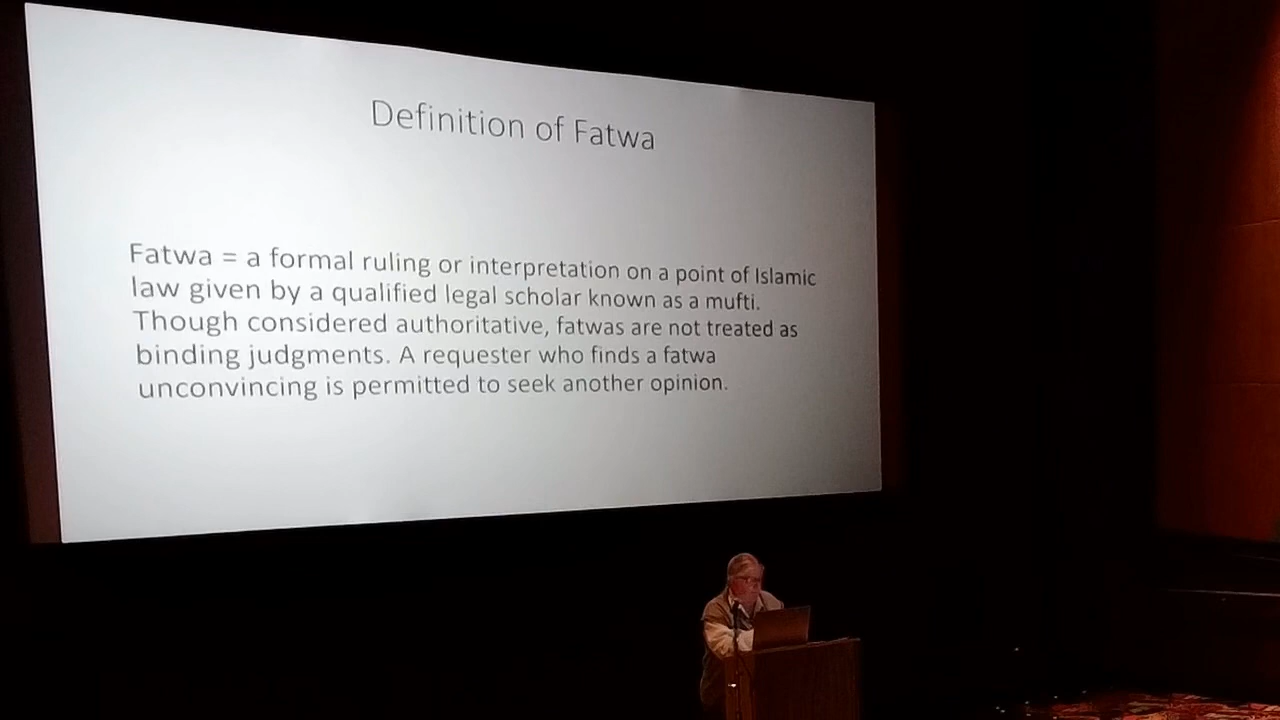 Definition of Fatwa
Fatwa = a formal ruling or interpretation on a point of Islamic
law given by a qualified legal scholar known as a mufti.
Though considered authoritative, fatwas are not treated as
binding judgments. A requester who finds a fatwa
unconvincing is permitted to seek another opinion.